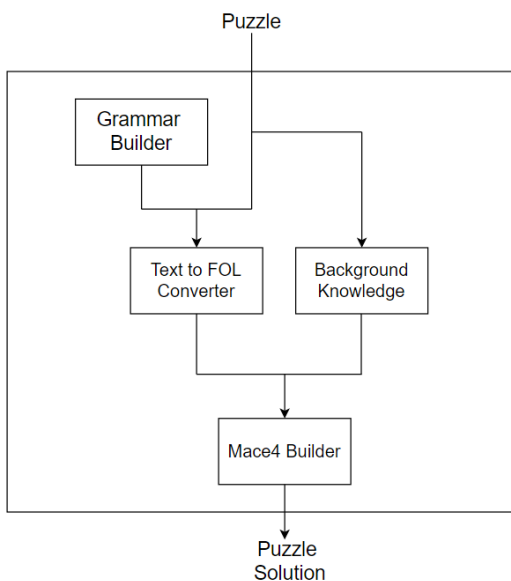 Puzzle
Grammar
Builder
Text to FOL
Converter
Background
Knowledge
Mace4 Builder
Puzzle
Solution